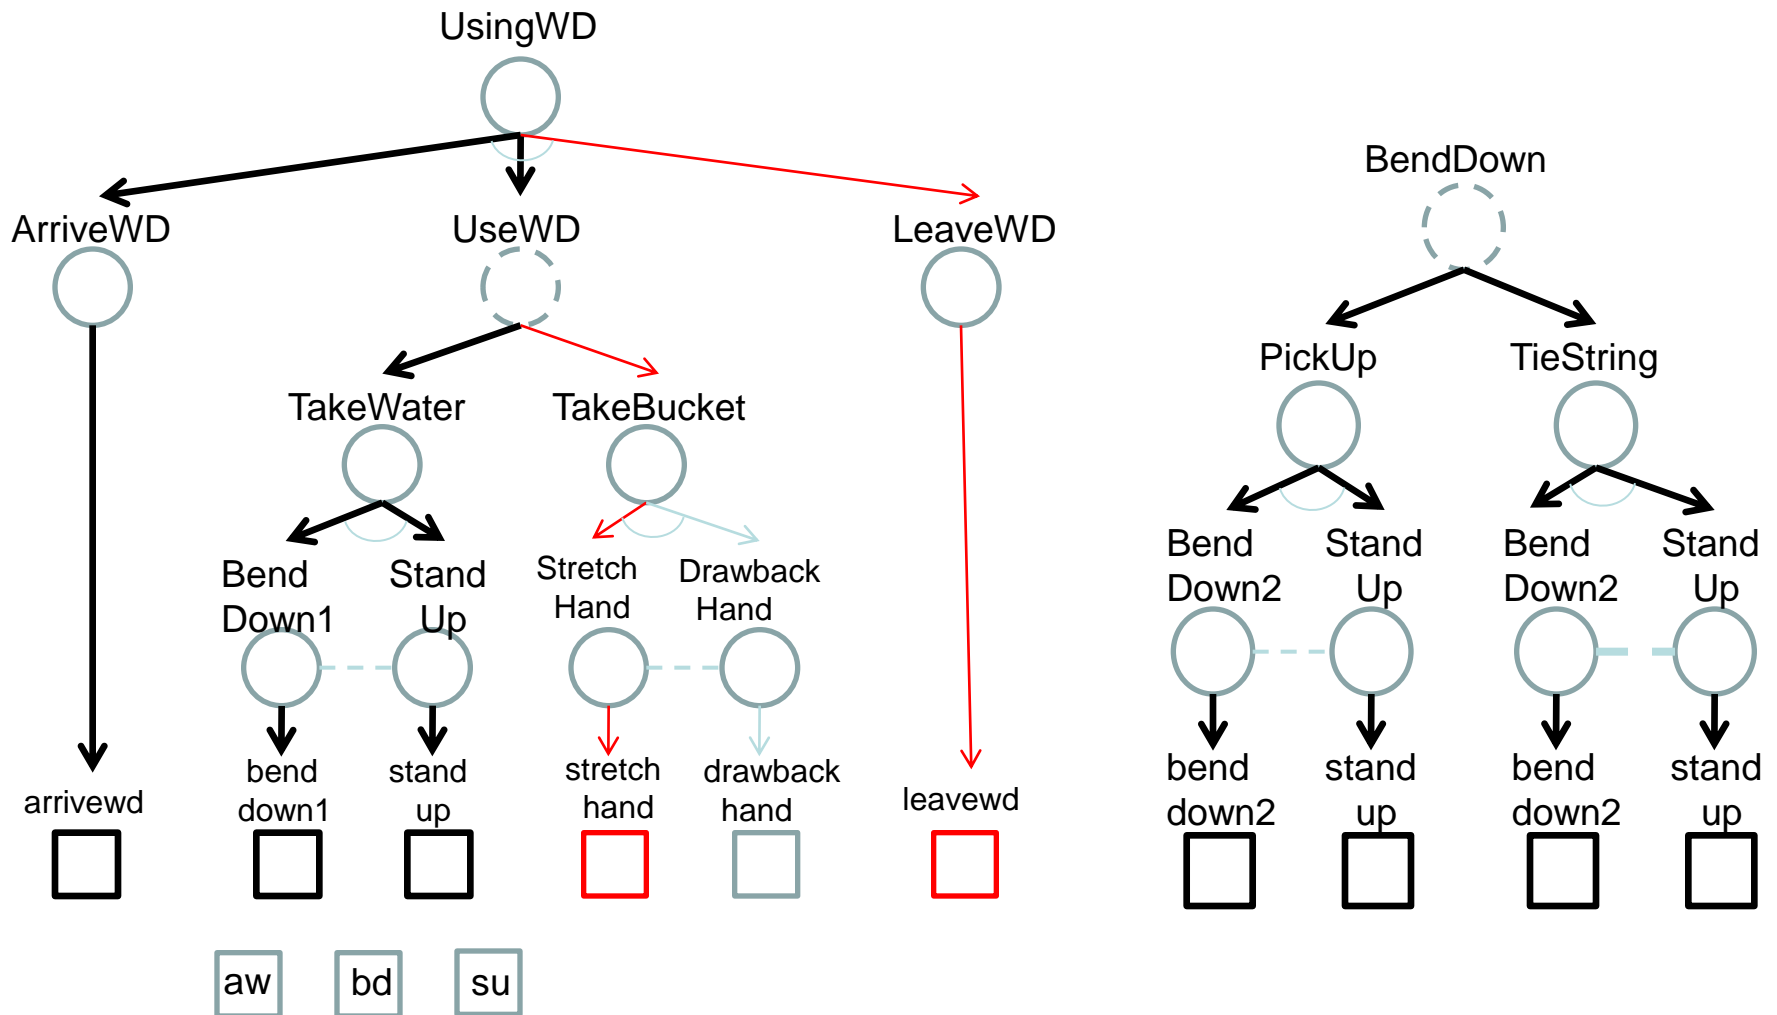 UsingWD
BendDown
ArriveWD
UseWD
LeaveWD
PickUp
TieString
TakeWater
TakeBucket
Bend
Down1
Stand
Up
Stretch
Hand
Drawback
Hand
Bend
Down2
Stand
Up
Bend
Down2
Stand
Up
arrivewd
bend
down1
stand
up
stretch
hand
drawback
hand
leavewd
bend
down2
stand
up
bend
down2
stand
up
aw
bd
su